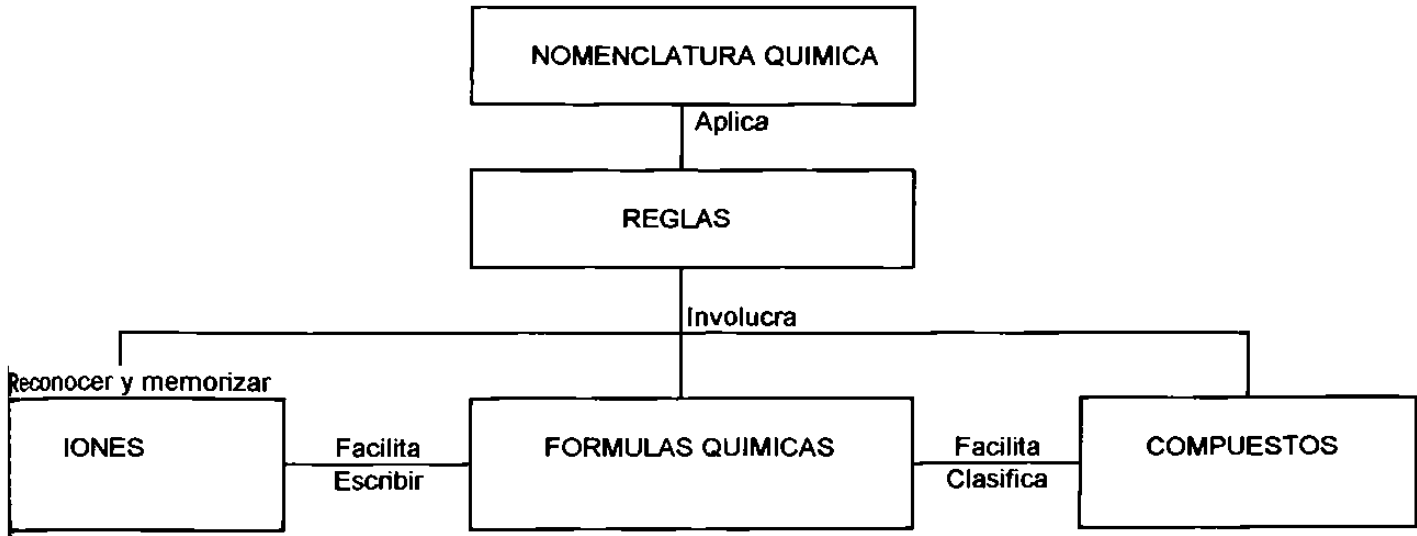 NOMENCLATURA QUIMICA
Aplica
REGLAS
Involucra
Reconocer y memorizar
IONES
Facilita
Escribir
FORMULAS QUIMICAS
Facilita
Clasifica
COMPUESTOS